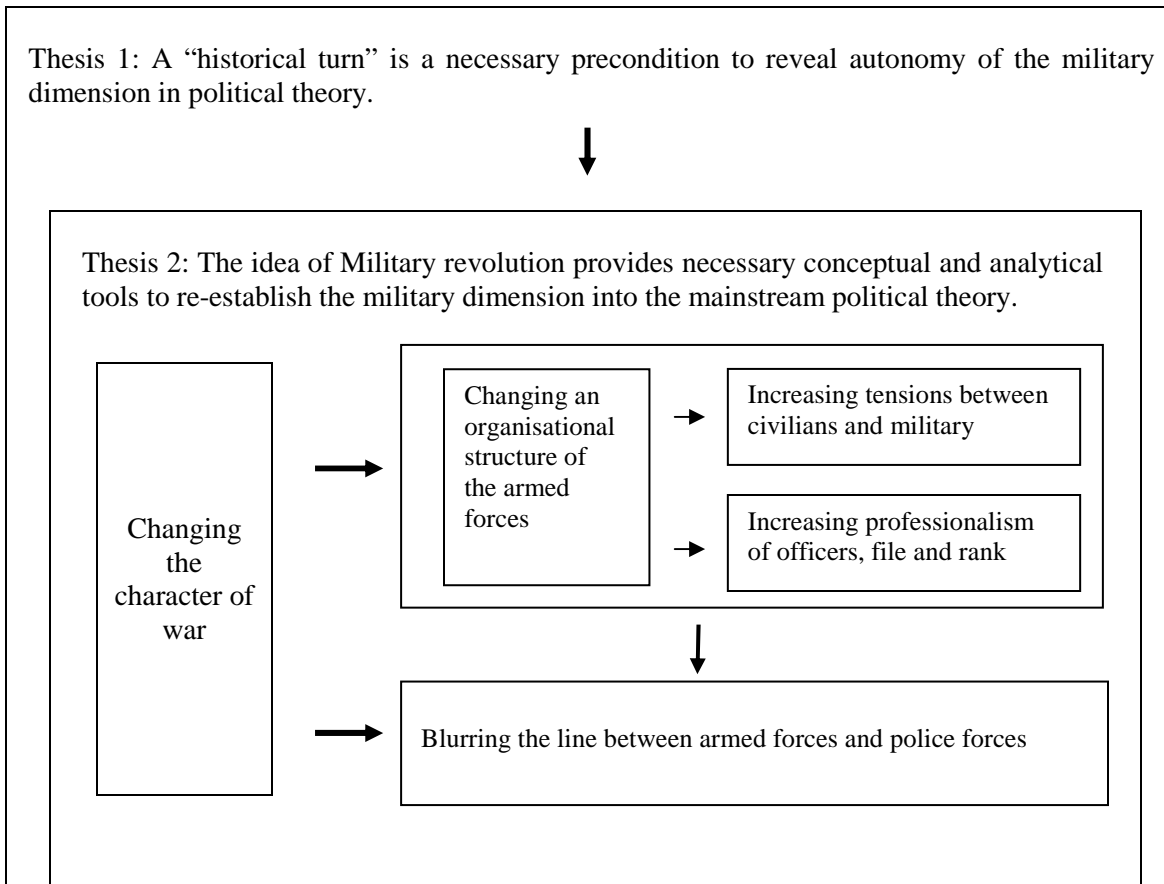 Thesis 1: A “historical turn” is a necessary precondition to reveal autonomy of the military
dimension in political theory.
Thesis 2: The idea of Military revolution provides necessary conceptual and analytical
tools to re-establish the military dimension into the mainstream political theory.
Changing
the
character of
war
Changing an
organisational
structure of
the armed
forces
Increasing tensions between
civilians and military
Increasing professionalism
of officers, file and rank
Blurring the line between armed forces and police forces